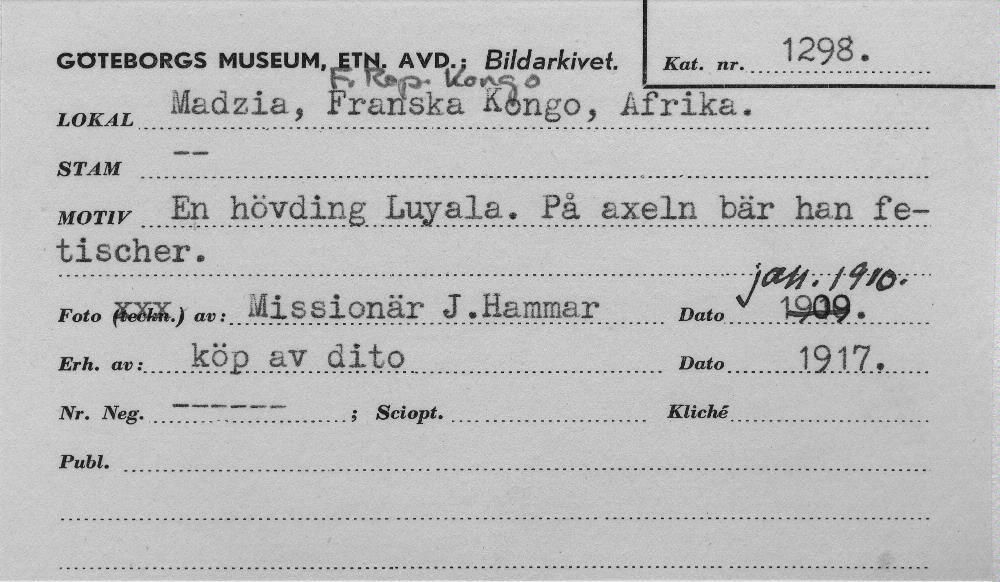 GÖTEBORGS MUSEUM, ETN. AVD.; Bildarkivet.
Kat. nr. 1298.
F. Rep. Kongo
LOKAL Madzia, Franska Kongo, Afrika.
STAM --
MOTIV En hövding Luyala. På axeln bär han fe-
tischer.
jan. 1910.
Foto (teckn.) av: Missionär J.Hammar Dato 1909.
Erh. av: köp av dito Dato 1917.
Nr. Neg. ------ ; Sciopt. Kliché
Publ.